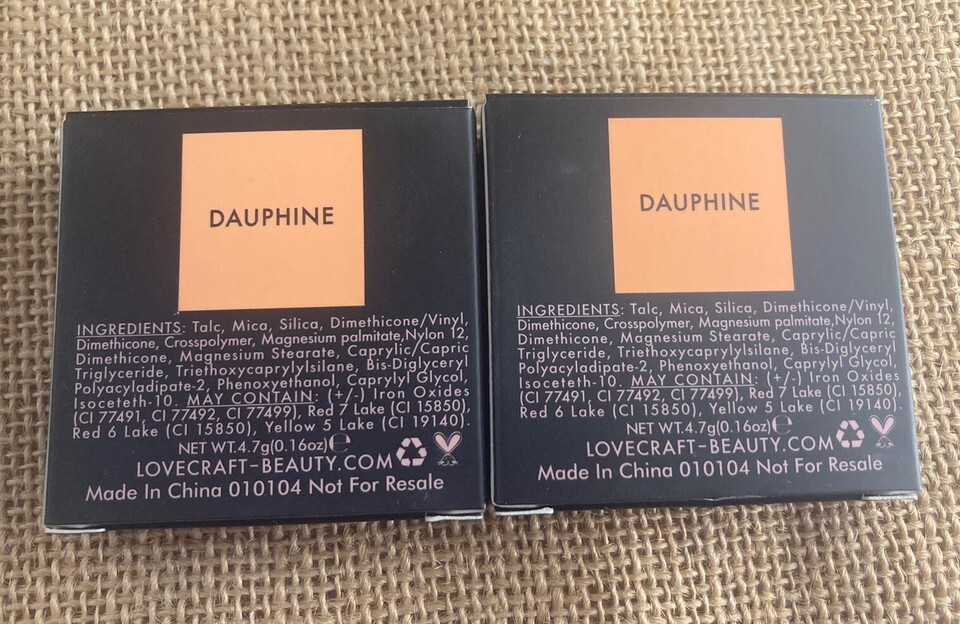 DAUPHINE
INGREDIENTS: Talc, Mica, Silica, Dimethicone/Vinyl,
Dimethicone, Crosspolymer, Magnesium palmitate,Nylon 12,
Dimethicone, Magnesium Stearate, Caprylic/Capric
Triglyceride, Triethoxycaprylylsilane, Bis-Diglyceryl
Polyacyladipate-2, Phenoxyethanol, Caprylyl Glycol,
Isoceteth-10. MAY CONTAIN: (+/-) Iron Oxides
(CI 77491, CI 77492, CI 77499), Red 7 Lake (CI 15850),
Red 6 Lake (CI 15850), Yellow 5 Lake (CI 19140).
NET WT.4.7g(0.16oz)℮
LOVECRAFT-BEAUTY.COM
Made In China 010104 Not For Resale
DAUPHINE
INGREDIENTS: Talc, Mica, Silica, Dimethicone/Vinyl,
Dimethicone, Crosspolymer, Magnesium palmitate,Nylon 12,
Dimethicone, Magnesium Stearate, Caprylic/Capric
Triglyceride, Triethoxycaprylylsilane, Bis-Diglyceryl
Polyacyladipate-2, Phenoxyethanol, Caprylyl Glycol,
Isoceteth-10. MAY CONTAIN: (+/-) Iron Oxides
(CI 77491, CI 77492, CI 77499), Red 7 Lake (CI 15850),
Red 6 Lake (CI 15850), Yellow 5 Lake (CI 19140).
NET WT.4.7g(0.16oz)℮
LOVECRAFT-BEAUTY.COM
Made In China 010104 Not For Resale